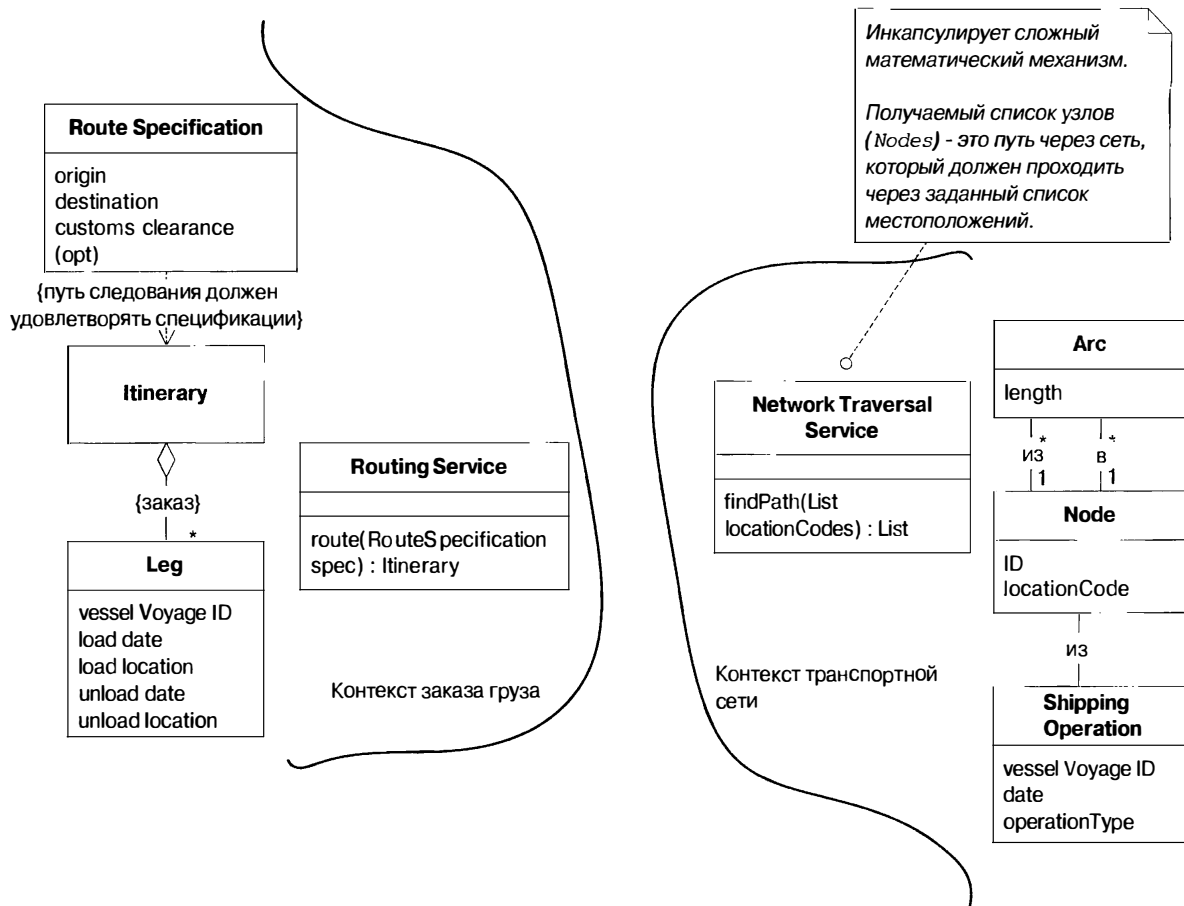 Инкапсулирует сложный
математический механизм.
Получаемый список узлов
(Nodes) - это путь через сеть,
который должен проходить
через заданный список
местоположений.
Route Specification
origin
destination
customs clearance
(opt)
{путь следования должен
удовлетворять спецификации}
Itinerary
{заказ}
*
Leg
vessel Voyage ID
load date
load location
unload date
unload location
Routing Service
route(RouteSpecification
spec) : Itinerary
Контекст заказа груза
Network Traversal
Service
findPath(List
locationCodes) : List
Контекст транспортной
сети
Arc
length
* *
из в
1 1
Node
ID
locationCode
из
Shipping
Operation
vessel Voyage ID
date
operationType